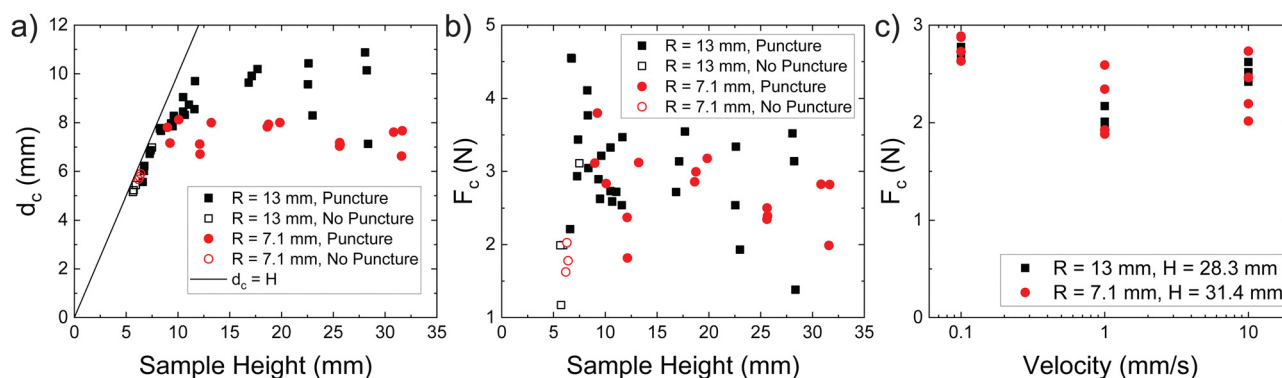 a)
12
10
8
6
4
2
0
d_c (mm)
R = 13 mm, Puncture
R = 13 mm, No Puncture
R = 7.1 mm, Puncture
R = 7.1 mm, No Puncture
d_c = H
0 5 10 15 20 25 30 35
Sample Height (mm)
b)
5
4
3
2
1
F_c (N)
R = 13 mm, Puncture
R = 13 mm, No Puncture
R = 7.1 mm, Puncture
R = 7.1 mm, No Puncture
0 5 10 15 20 25 30 35
Sample Height (mm)
c)
3
2
1
0
F_c (N)
R = 13 mm, H = 28.3 mm
R = 7.1 mm, H = 31.4 mm
0.1 1 10
Velocity (mm/s)